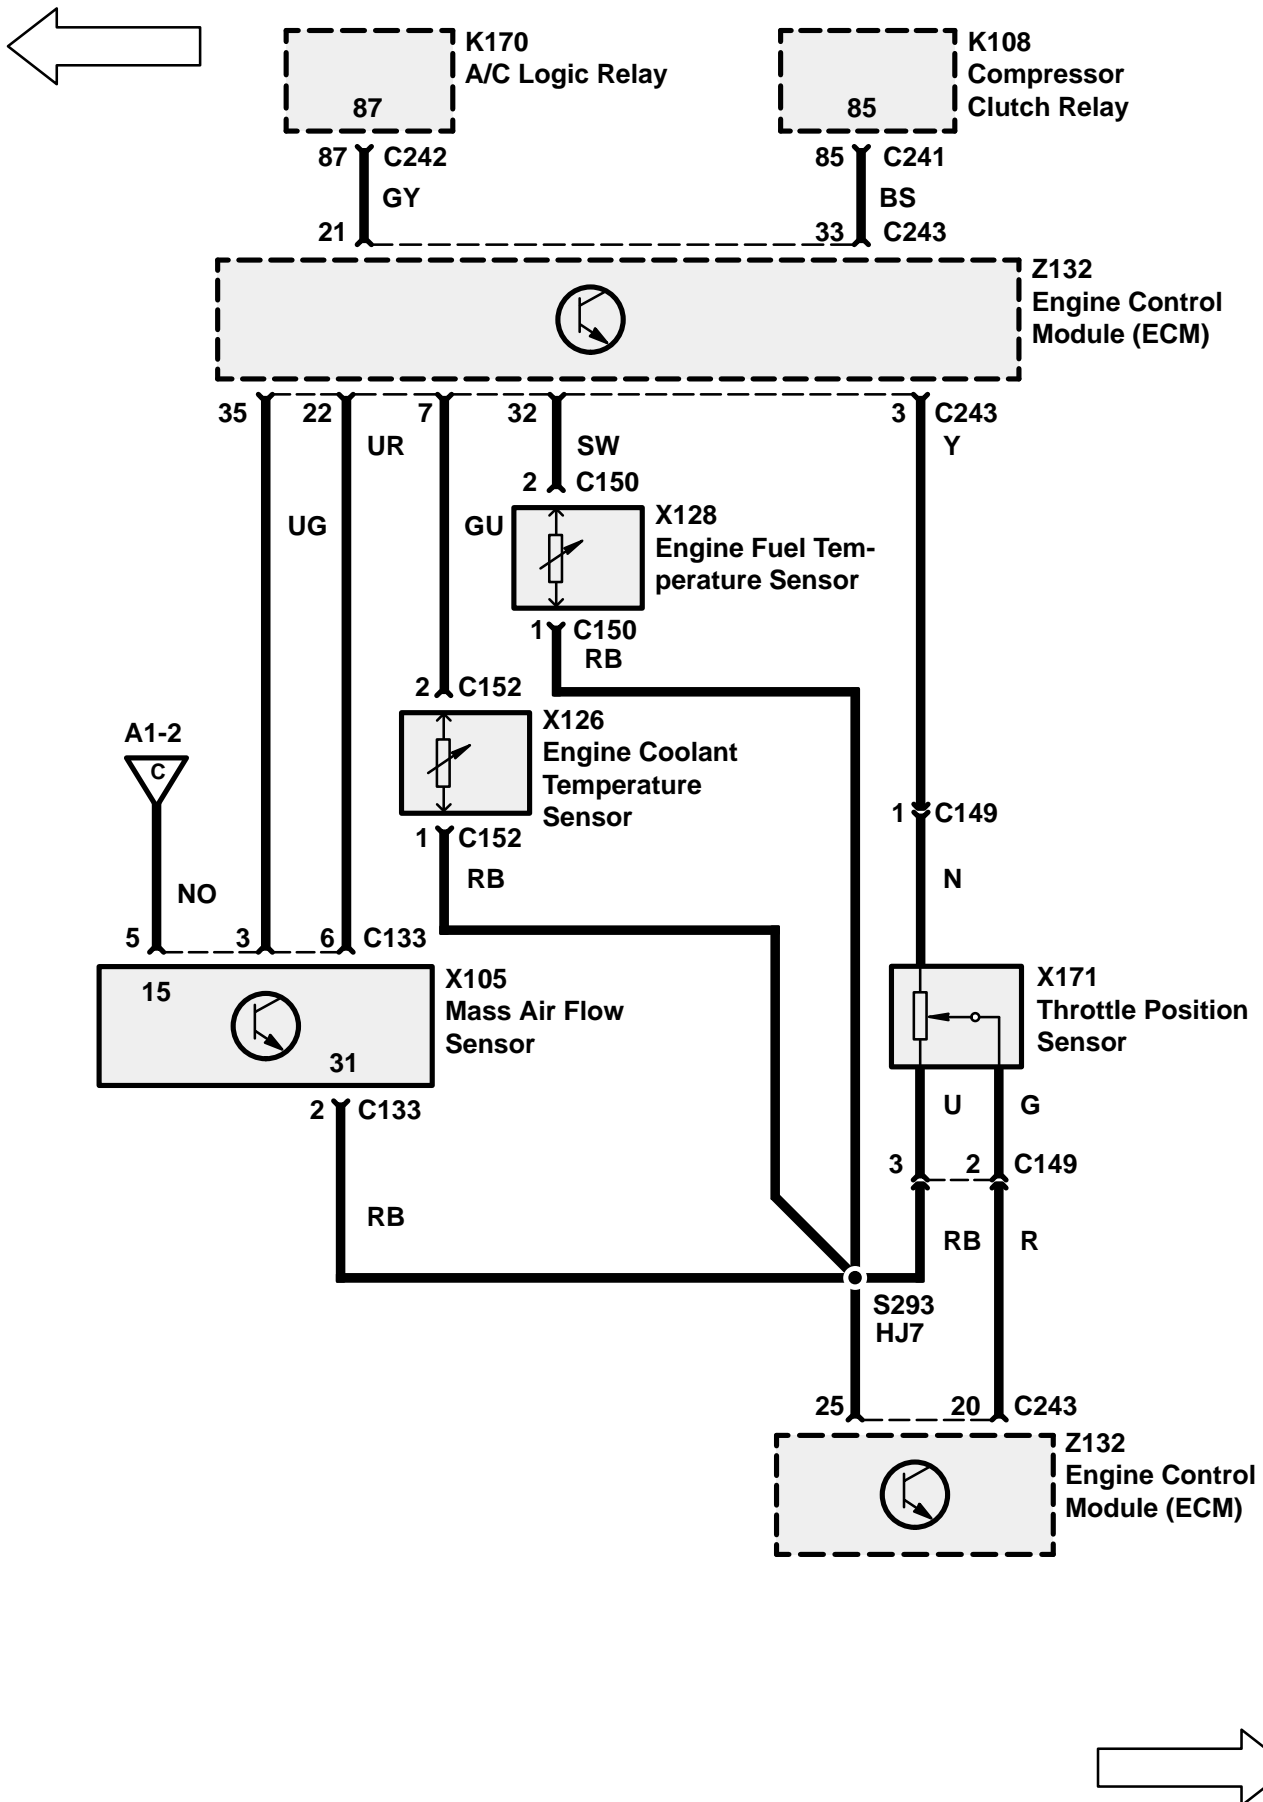 K170
A/C Logic Relay
87
K108
Compressor
Clutch Relay
85
87 C242
85 C241
GY
BS
21
33 C243
Z132
Engine Control
Module (ECM)
35 22 7 32 3 C243
UR SW Y
2 C150
UG GU
X128
Engine Fuel Tem-
perature Sensor
1 C150
RB
2 C152
X126
Engine Coolant
Temperature
Sensor
A1-2
C
1 C149
1 C152
RB
N
NO
5 3 6 C133
X105
Mass Air Flow
Sensor
15
31
X171
Throttle Position
Sensor
2 C133
U G
3 2 C149
RB
RB R
S293
HJ7
25 20 C243
Z132
Engine Control
Module (ECM)